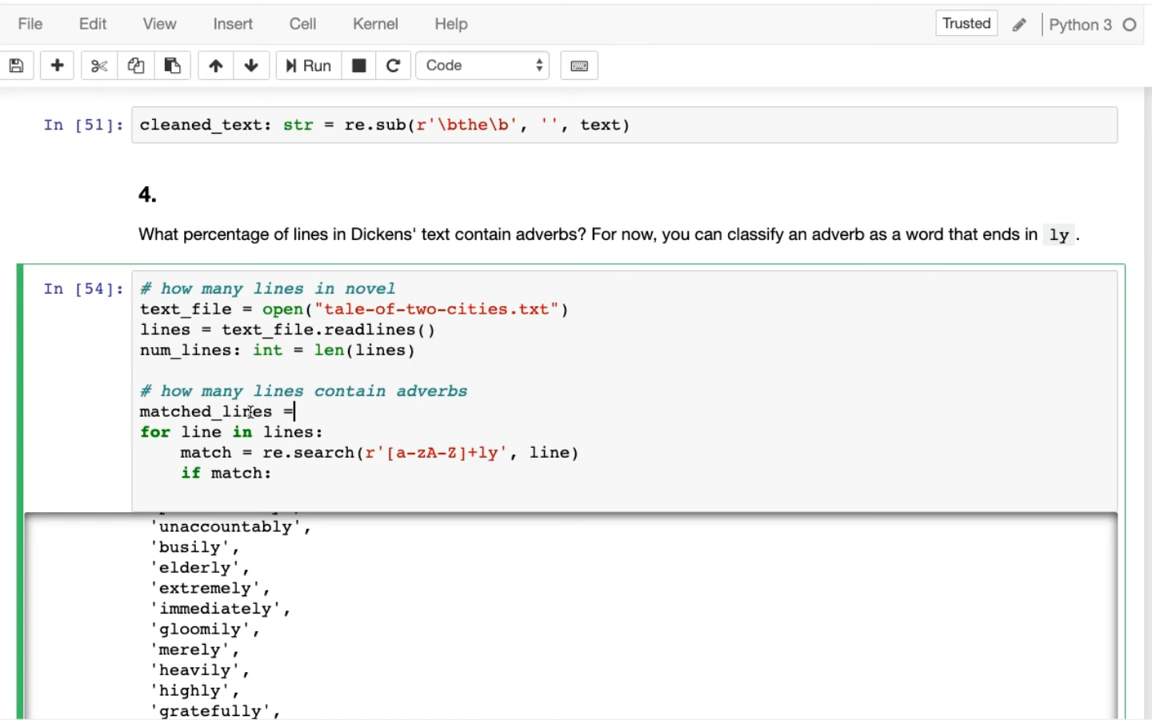 File Edit View Insert Cell Kernel Help Trusted Python 3
Run Code
In [51]: cleaned_text: str = re.sub(r'\bthe\b', '', text)
4.
What percentage of lines in Dickens' text contain adverbs? For now, you can classify an adverb as a word that ends in ly .
In [54]: # how many lines in novel
text_file = open("tale-of-two-cities.txt")
lines = text_file.readlines()
num_lines: int = len(lines)
# how many lines contain adverbs
matched_lines =
for line in lines:
    match = re.search(r'[a-zA-Z]+ly', line)
    if match:
'unaccountably',
'busily',
'elderly',
'extremely',
'immediately',
'gloomily',
'merely',
'heavily',
'highly',
'gratefully',